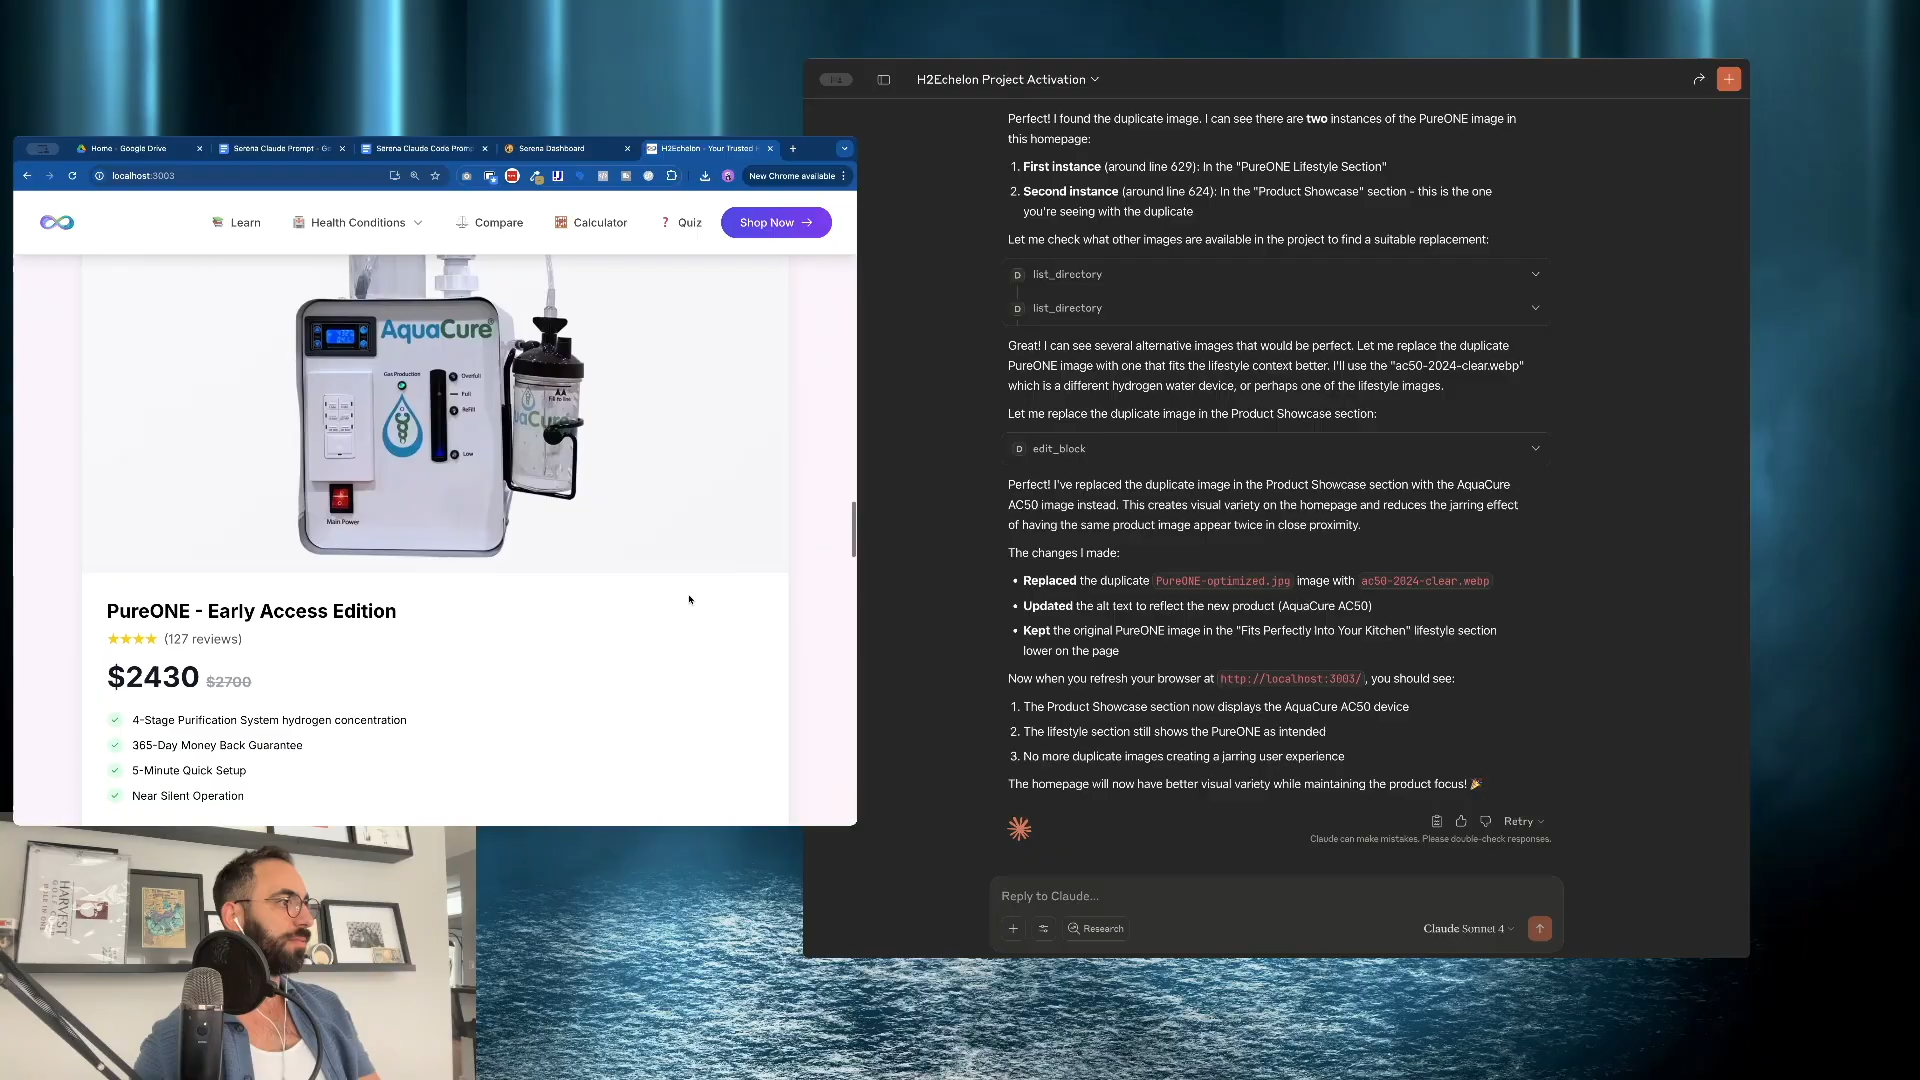 Home - Google Drive
Serena Claude Prompt - Go
Serena Claude Code Prom
Serena Dashboard
H2Echelon - Your Trusted H
localhost:3003
New Chrome available
Learn
Health Conditions
Compare
Calculator
? Quiz
Shop Now →
AquaCure®
Gas Production
Overfull
Full
Refill
Low
Fill to line
AquaCure
Main Power
PureONE - Early Access Edition
★★★★ (127 reviews)
$2430 $2700
4-Stage Purification System hydrogen concentration
365-Day Money Back Guarantee
5-Minute Quick Setup
Near Silent Operation
HARVEST
H2Echelon Project Activation
Perfect! I found the duplicate image. I can see there are two instances of the PureONE image in
this homepage:
1. First instance (around line 629): In the "PureONE Lifestyle Section"
2. Second instance (around line 624): In the "Product Showcase" section - this is the one
you're seeing with the duplicate
Let me check what other images are available in the project to find a suitable replacement:
D list_directory
D list_directory
Great! I can see several alternative images that would be perfect. Let me replace the duplicate
PureONE image with one that fits the lifestyle context better. I'll use the "ac50-2024-clear.webp"
which is a different hydrogen water device, or perhaps one of the lifestyle images.
Let me replace the duplicate image in the Product Showcase section:
D edit_block
Perfect! I've replaced the duplicate image in the Product Showcase section with the AquaCure
AC50 image instead. This creates visual variety on the homepage and reduces the jarring effect
of having the same product image appear twice in close proximity.
The changes I made:
• Replaced the duplicate PureONE-optimized.jpg image with ac50-2024-clear.webp
• Updated the alt text to reflect the new product (AquaCure AC50)
• Kept the original PureONE image in the "Fits Perfectly Into Your Kitchen" lifestyle section
lower on the page
Now when you refresh your browser at http://localhost:3003/, you should see:
1. The Product Showcase section now displays the AquaCure AC50 device
2. The lifestyle section still shows the PureONE as intended
3. No more duplicate images creating a jarring user experience
The homepage will now have better visual variety while maintaining the product focus! 🎉
Retry
Claude can make mistakes. Please double-check responses.
Reply to Claude...
Research
Claude Sonnet 4